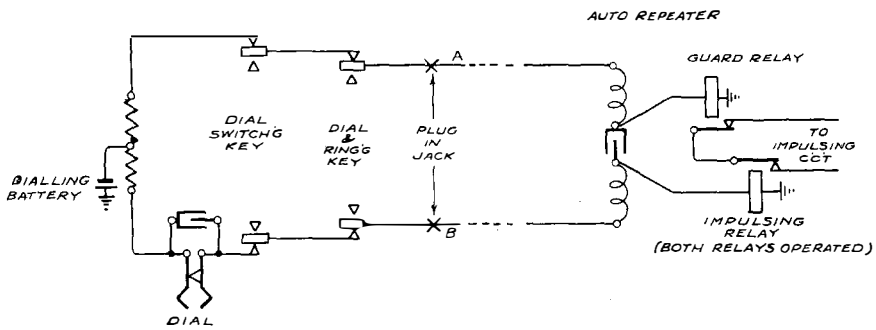 AUTO REPEATER
GUARD RELAY
A
DIAL
SWITCH'G
KEY
DIAL
&
RING'G
KEY
PLUG
IN
JACK
TO
IMPULSING
CCT
DIALLING
BATTERY
B
IMPULSING
RELAY
(BOTH RELAYS OPERATED)
DIAL